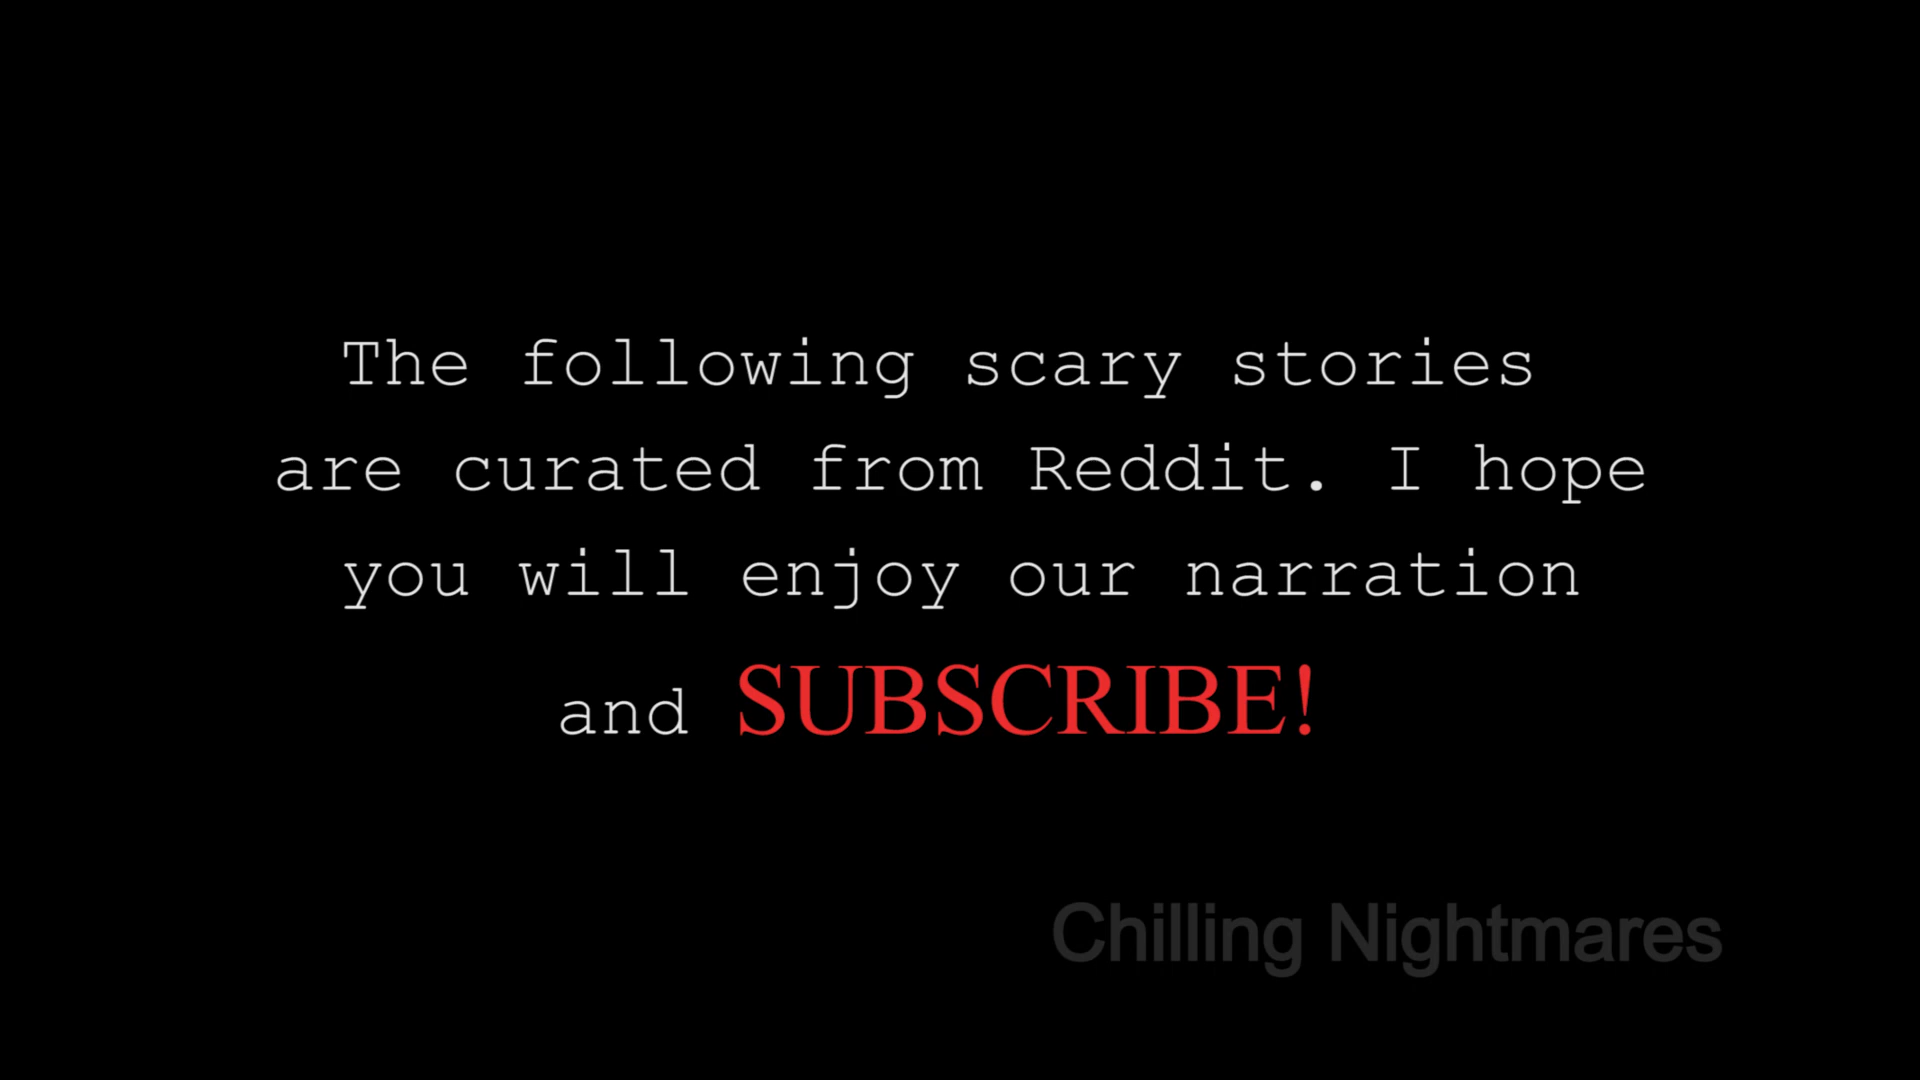 The following scary stories
are curated from Reddit. I hope
you will enjoy our narration
and SUBSCRIBE!
Chilling Nightmares